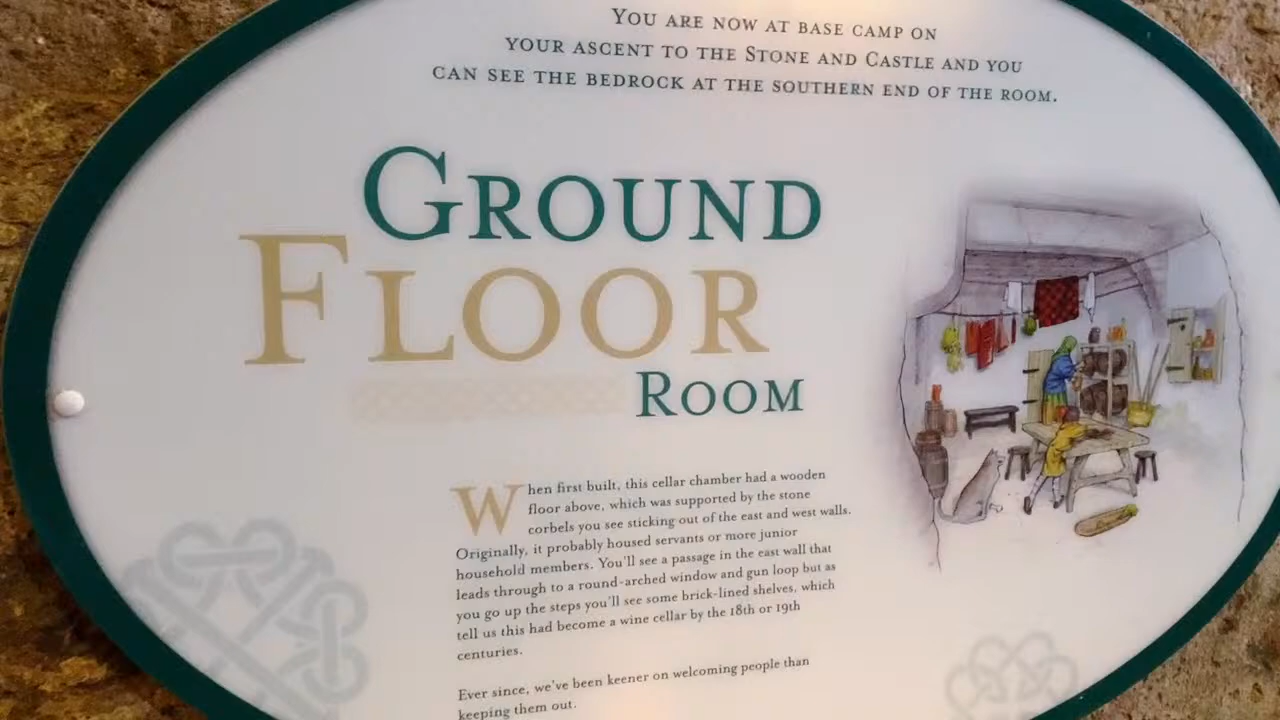 You are now at base camp on
your ascent to the Stone and Castle and you
can see the bedrock at the southern end of the room.
Ground
Floor
Room
When first built, this cellar chamber had a wooden
floor above, which was supported by the stone
corbels you see sticking out of the east and west walls.
Originally, it probably housed servants or more junior
household members. You'll see a passage in the east wall that
leads through to a round-arched window and gun loop but as
you go up the steps you'll see some brick-lined shelves, which
tell us this had become a wine cellar by the 18th or 19th
centuries.
Ever since, we've been keener on welcoming people than
keeping them out.